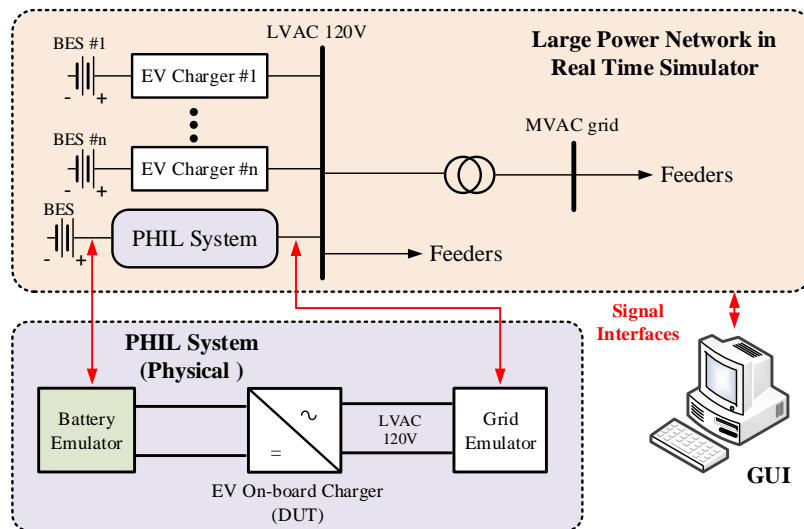 LVAC 120V
BES #1
EV Charger #1
- +
Large Power Network in
Real Time Simulator
BES #n
EV Charger #n
- +
MVAC grid
Feeders
BES
PHIL System
- +
Feeders
Signal
Interfaces
PHIL System
(Physical )
Battery
Emulator
~
=
LVAC
120V
Grid
Emulator
EV On-board Charger
(DUT)
GUI